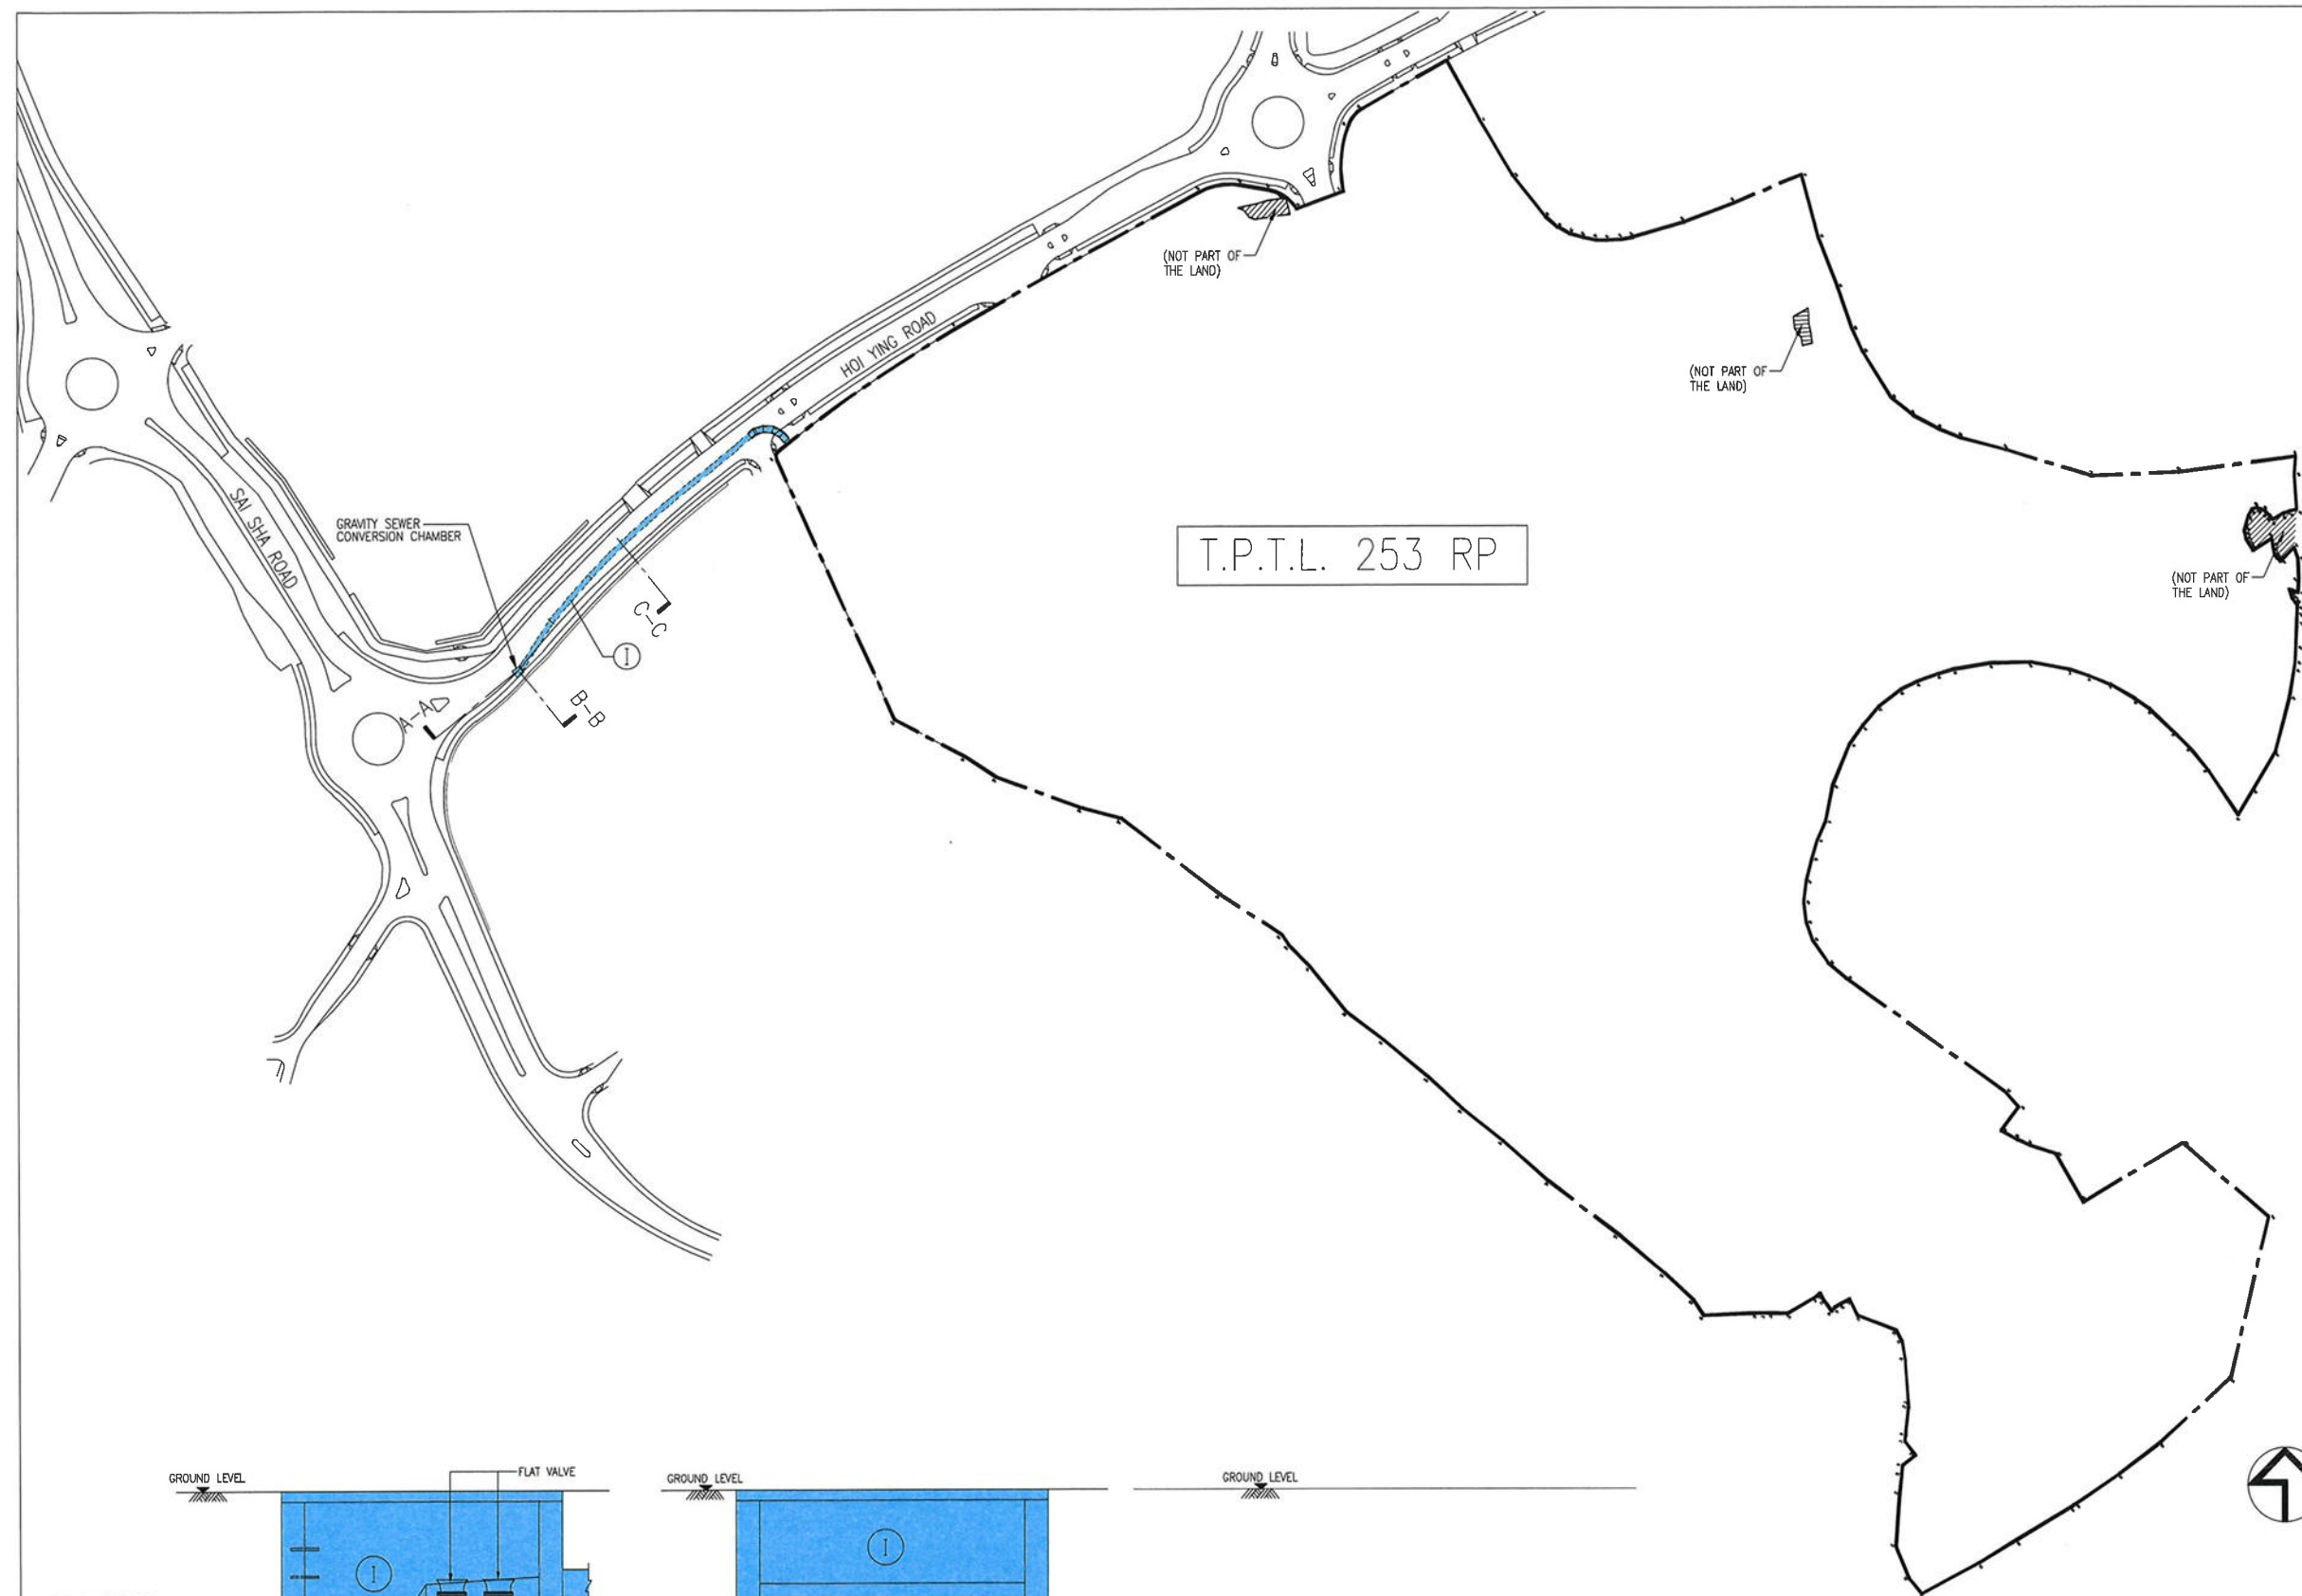 (NOT PART OF
THE LAND)
HOI YING ROAD
(NOT PART OF
THE LAND)
SAI SHA ROAD
GRAVITY SEWER
CONVERSION CHAMBER
T.P.T.L. 253 RP
(NOT PART OF
THE LAND)
C-C
I
A-A
B-B
GROUND LEVEL
FLAT VALVE
GROUND LEVEL
GROUND LEVEL
I
I